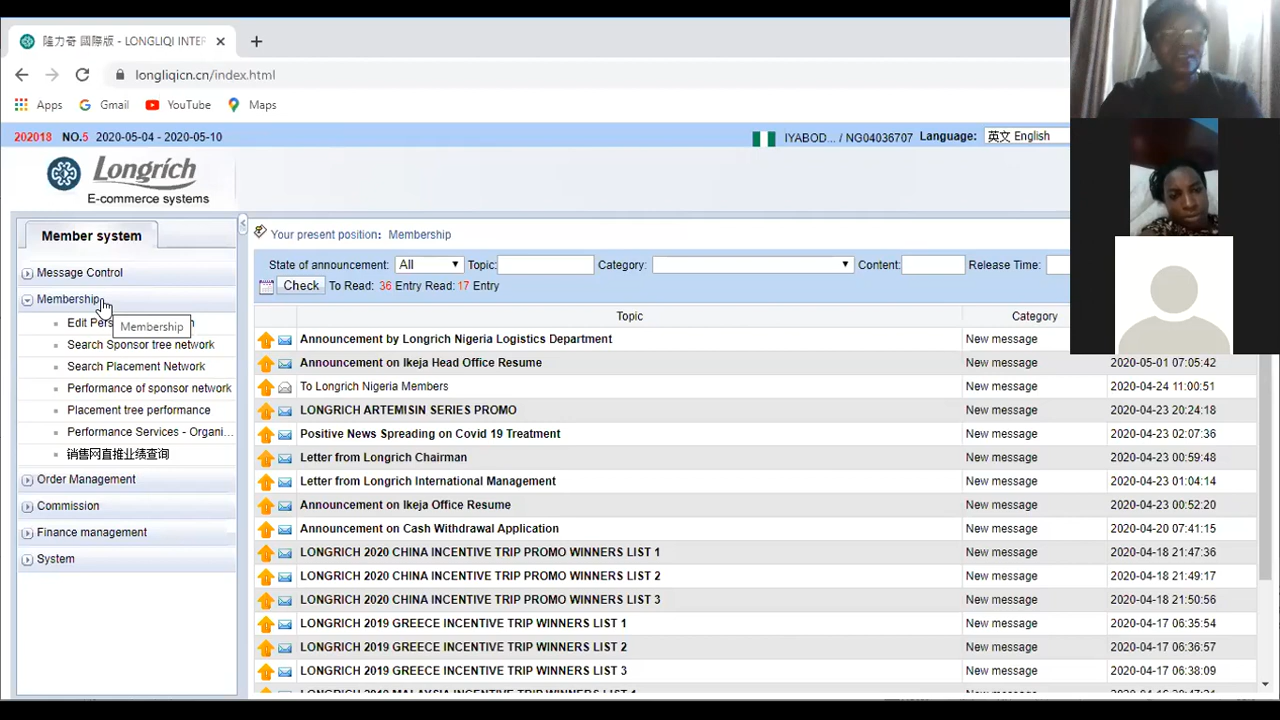 隆力奇 國際版 - LONGLIQI INTER
longliqicn.cn/index.html
Apps Gmail YouTube Maps
202018 NO.5 2020-05-04 - 2020-05-10 IYABOD... / NG04036707 Language: 英文 English
Longrích
E-commerce systems
Member system
Message Control
Membership
Edit Pers
Membership
Search Sponsor tree network
Search Placement Network
Performance of sponsor network
Placement tree performance
Performance Services - Organi...
销售网直推业绩查询
Order Management
Commission
Finance management
System
Your present position: Membership
State of announcement: All Topic: Category: Content: Release Time:
Check To Read: 36 Entry Read: 17 Entry
Topic Category
Announcement by Longrich Nigeria Logistics Department New message
Announcement on Ikeja Head Office Resume New message 2020-05-01 07:05:42
To Longrich Nigeria Members New message 2020-04-24 11:00:51
LONGRICH ARTEMISIN SERIES PROMO New message 2020-04-23 20:24:18
Positive News Spreading on Covid 19 Treatment New message 2020-04-23 02:07:36
Letter from Longrich Chairman New message 2020-04-23 00:59:48
Letter from Longrich International Management New message 2020-04-23 01:04:14
Announcement on Ikeja Office Resume New message 2020-04-23 00:52:20
Announcement on Cash Withdrawal Application New message 2020-04-20 07:41:15
LONGRICH 2020 CHINA INCENTIVE TRIP PROMO WINNERS LIST 1 New message 2020-04-18 21:47:36
LONGRICH 2020 CHINA INCENTIVE TRIP PROMO WINNERS LIST 2 New message 2020-04-18 21:49:17
LONGRICH 2020 CHINA INCENTIVE TRIP PROMO WINNERS LIST 3 New message 2020-04-18 21:50:56
LONGRICH 2019 GREECE INCENTIVE TRIP WINNERS LIST 1 New message 2020-04-17 06:35:54
LONGRICH 2019 GREECE INCENTIVE TRIP WINNERS LIST 2 New message 2020-04-17 06:36:57
LONGRICH 2019 GREECE INCENTIVE TRIP WINNERS LIST 3 New message 2020-04-17 06:38:09
LONGRICH 2019 MALAYSIA INCENTIVE TRIP WINNERS LIST 1 New message